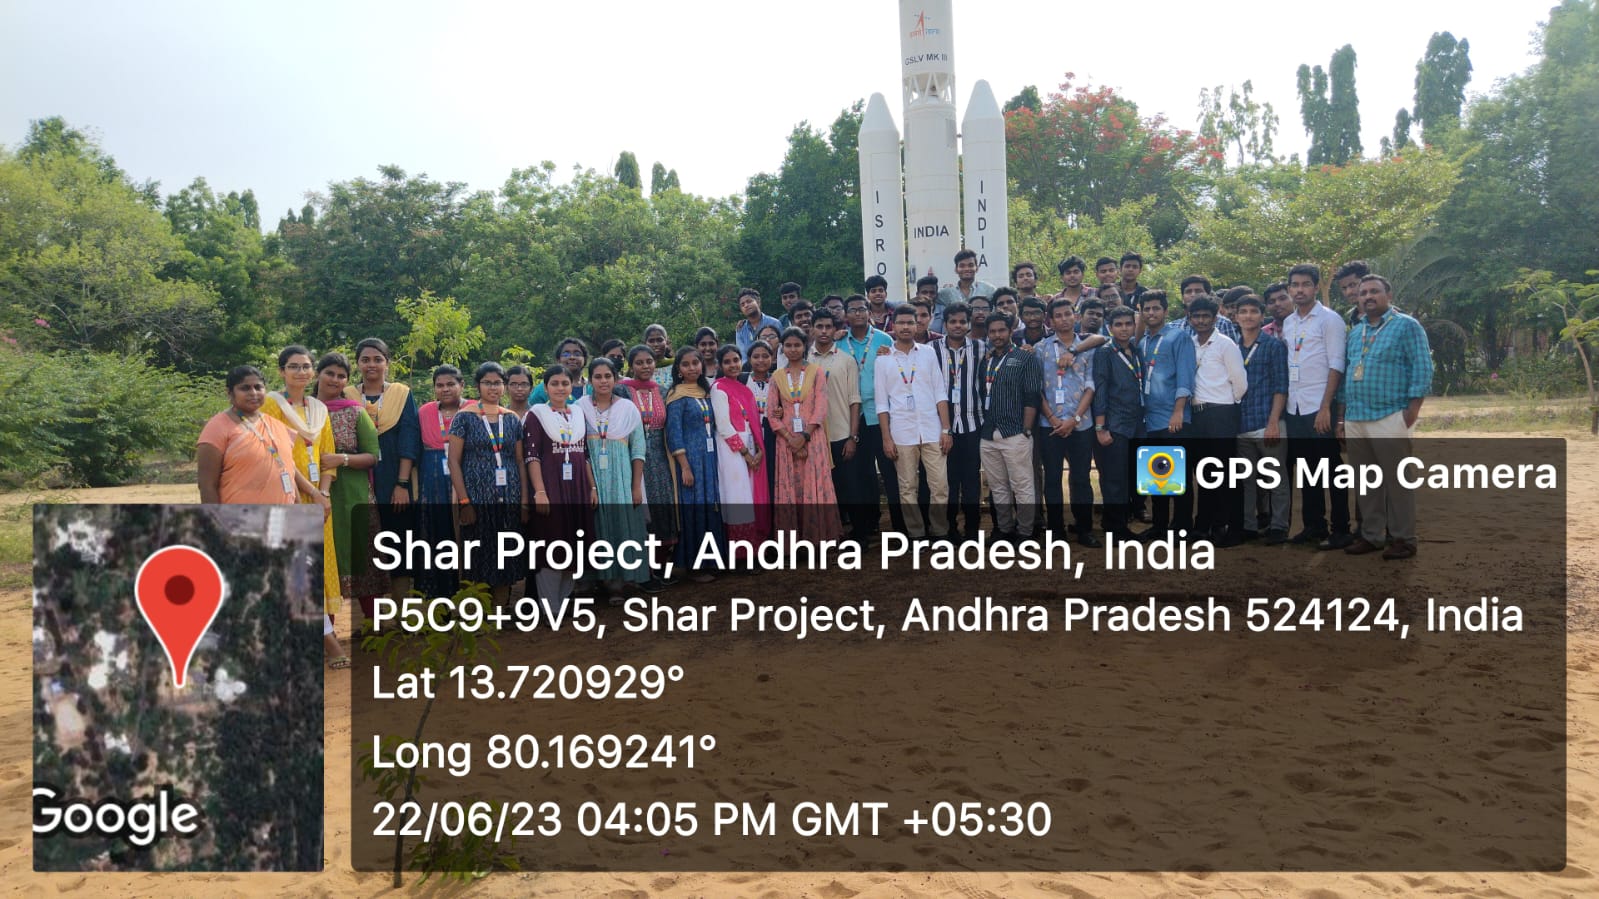 GSLV MK III
ISRO
INDIA
INDIA
GPS Map Camera
Shar Project, Andhra Pradesh, India
P5C9+9V5, Shar Project, Andhra Pradesh 524124, India
Lat 13.720929°
Long 80.169241°
22/06/23 04:05 PM GMT +05:30
Google